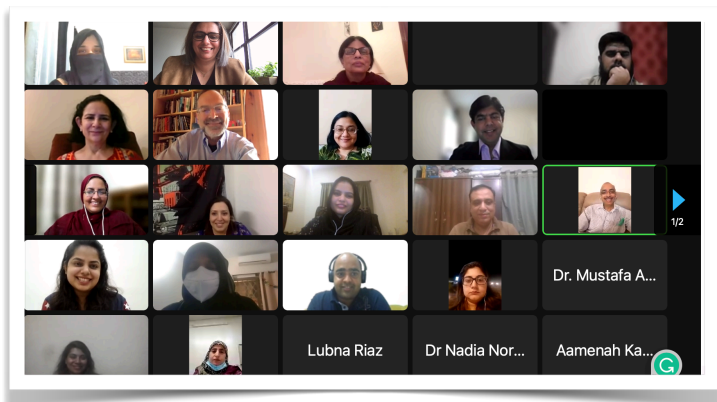 1/2
Dr. Mustafa A...
Lubna Riaz
Dr Nadia Nor...
Aamenah Ka...